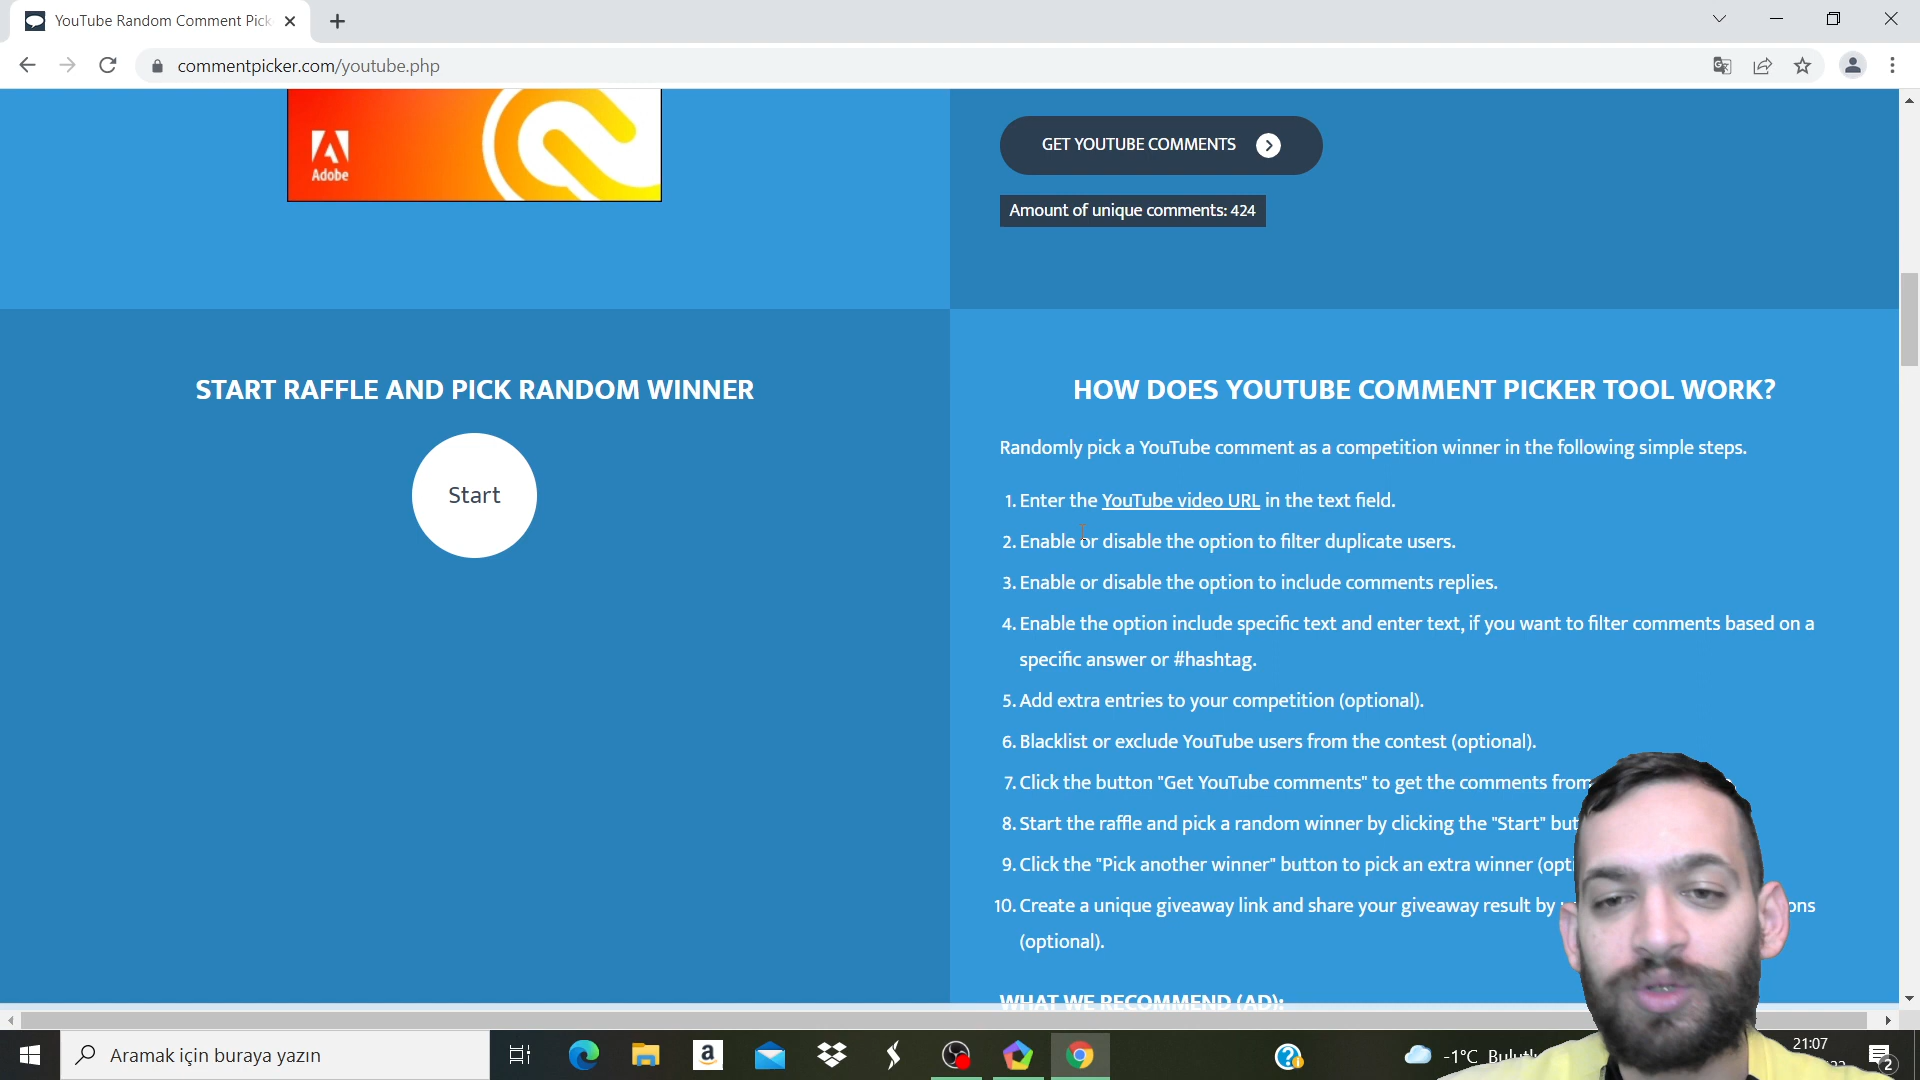 YouTube Random Comment Pick
commentpicker.com/youtube.php
Adobe
GET YOUTUBE COMMENTS
Amount of unique comments: 424
START RAFFLE AND PICK RANDOM WINNER
Start
HOW DOES YOUTUBE COMMENT PICKER TOOL WORK?
Randomly pick a YouTube comment as a competition winner in the following simple steps.
1. Enter the YouTube video URL in the text field.
2. Enable or disable the option to filter duplicate users.
3. Enable or disable the option to include comments replies.
4. Enable the option include specific text and enter text, if you want to filter comments based on a
specific answer or #hashtag.
5. Add extra entries to your competition (optional).
6. Blacklist or exclude YouTube users from the contest (optional).
7. Click the button "Get YouTube comments" to get the comments from
8. Start the raffle and pick a random winner by clicking the "Start"
9. Click the "Pick another winner" button to pick an extra winner
10. Create a unique giveaway link and share your giveaway result by
(optional).
WHAT WE RECOMMEND (AD):
Aramak için buraya yazın
-1°C
21:07
2